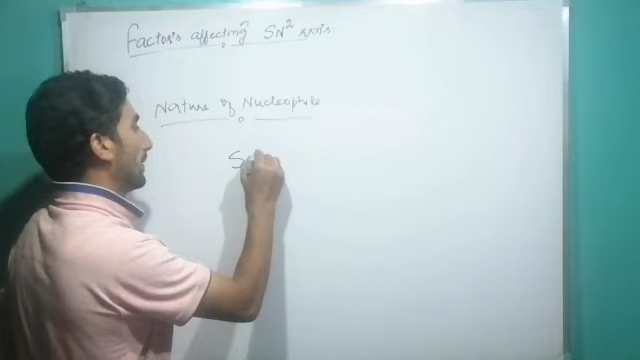 Factors affecting SN² rxn's:
Nature of Nucleophile
S